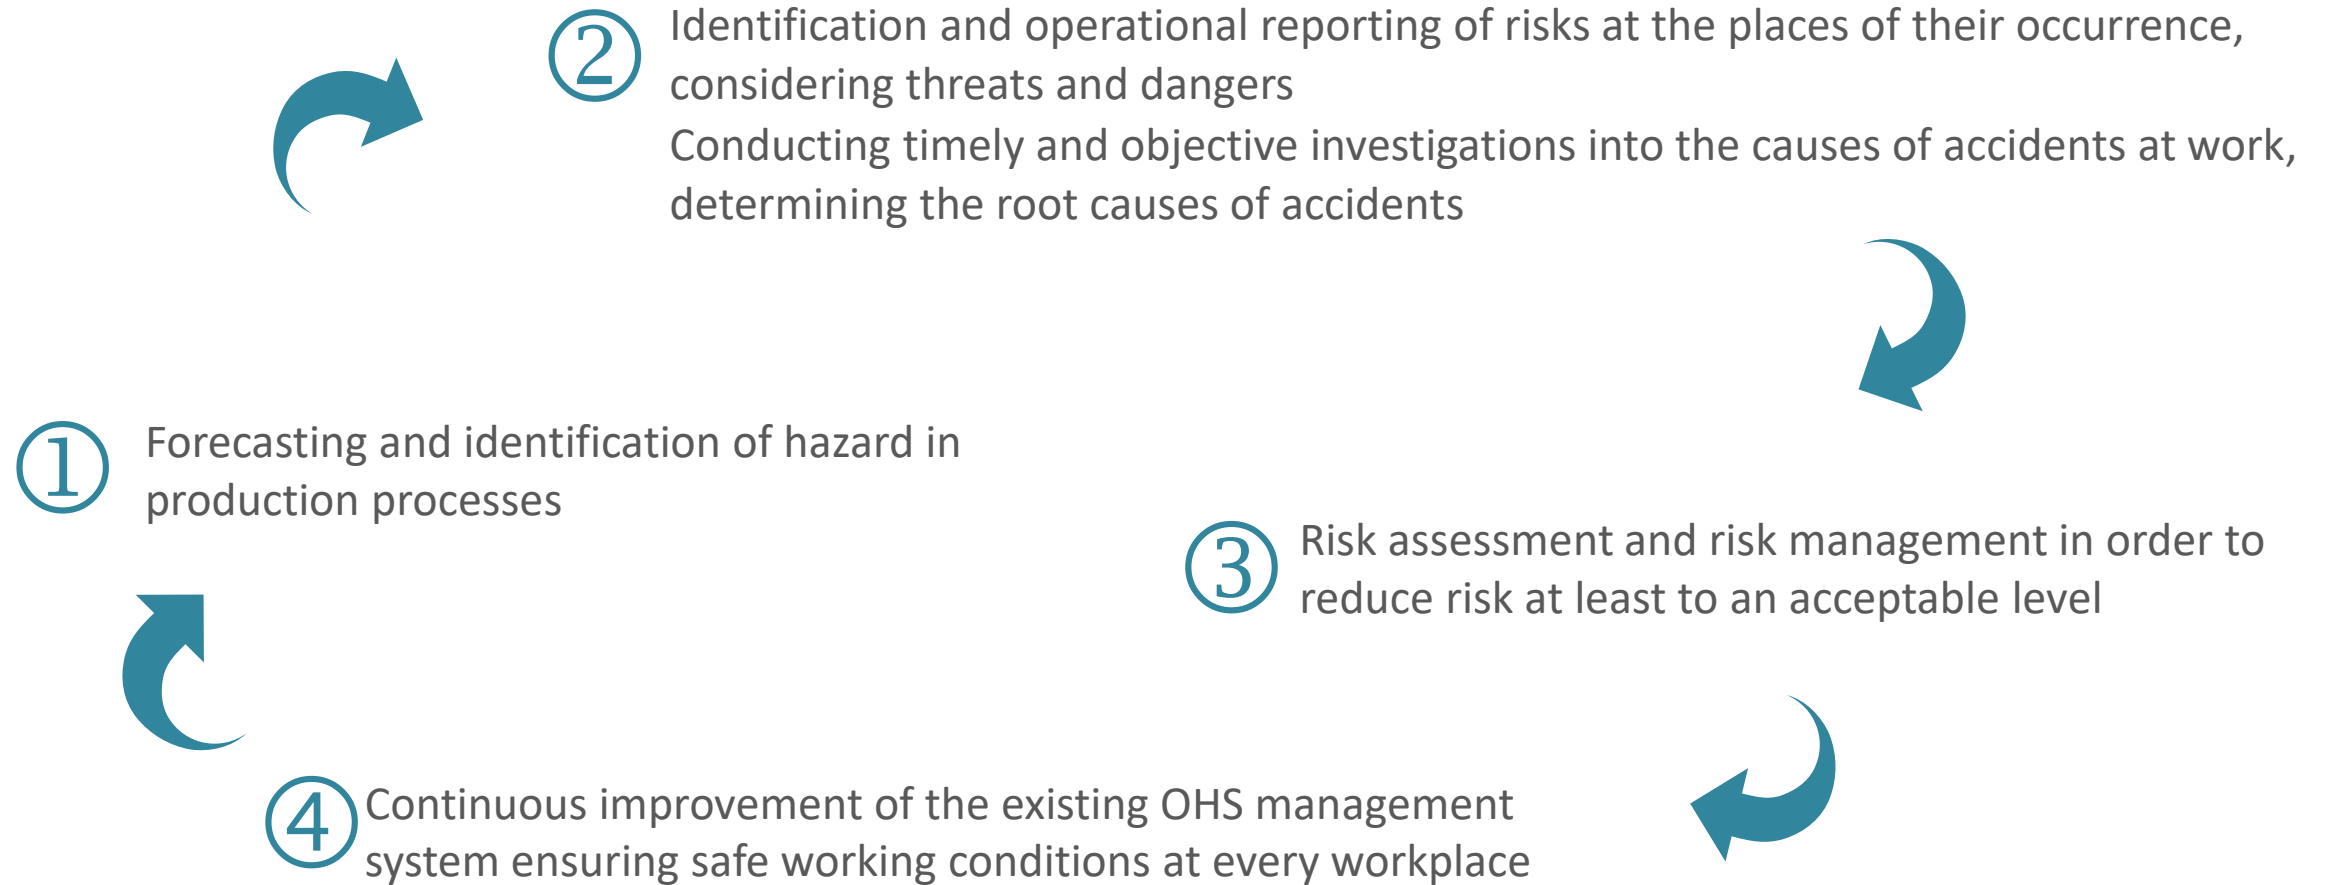 ① Forecasting and identification of hazard in
production processes
② Identification and operational reporting of risks at the places of their occurrence,
considering threats and dangers
Conducting timely and objective investigations into the causes of accidents at work,
determining the root causes of accidents
③ Risk assessment and risk management in order to
reduce risk at least to an acceptable level
④ Continuous improvement of the existing OHS management
system ensuring safe working conditions at every workplace